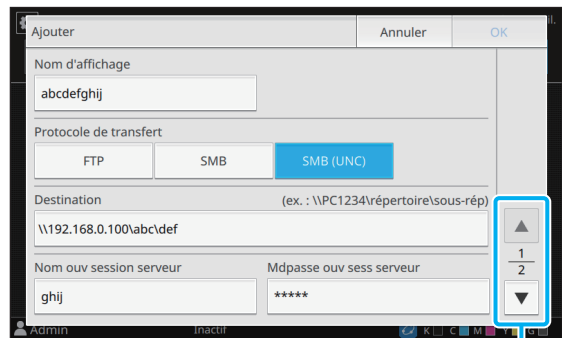 il.
Ajouter Annuler OK
Nom d'affichage
abcdefghij
Protocole de transfert
FTP SMB SMB (UNC)
Destination (ex. : \\PC1234\répertoire\sous-rép)
\\192.168.0.100\abc\def
1
2
Nom ouv session serveur Mdpasse ouv sess serveur
ghij *****
Admin Inactif K C M Y G